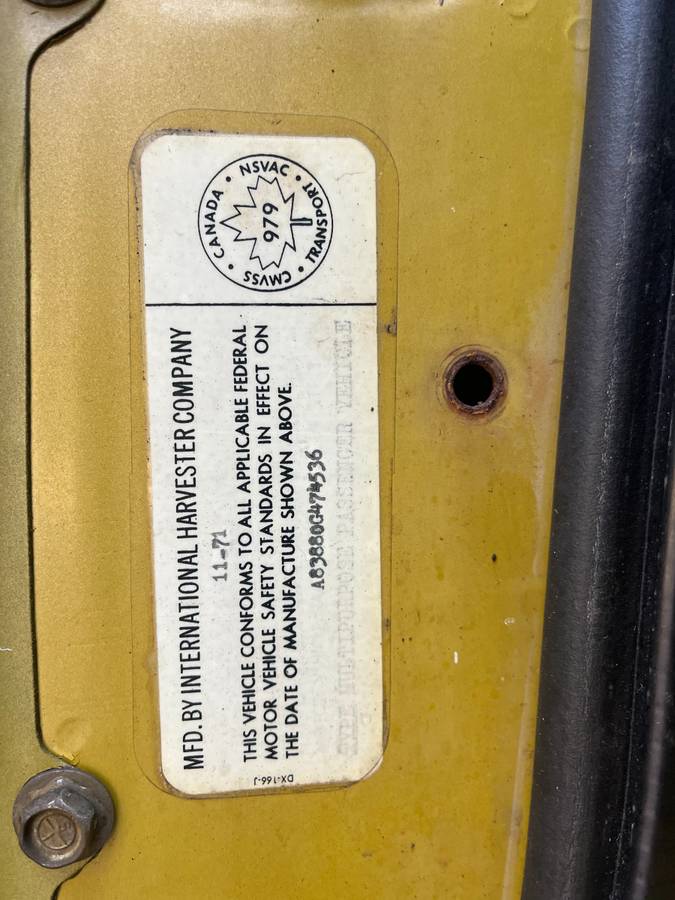 MFD. BY INTERNATIONAL HARVESTER COMPANY
11-71
THIS VEHICLE CONFORMS TO ALL APPLICABLE FEDERAL
MOTOR VEHICLE SAFETY STANDARDS IN EFFECT ON
THE DATE OF MANUFACTURE SHOWN ABOVE.
A83880G474536
TYPE MULTIPURPOSE PASSENGER VEHICLE
DX-166-J
CANADA • NSVAC • TRANSPORT • CMVSS •
979